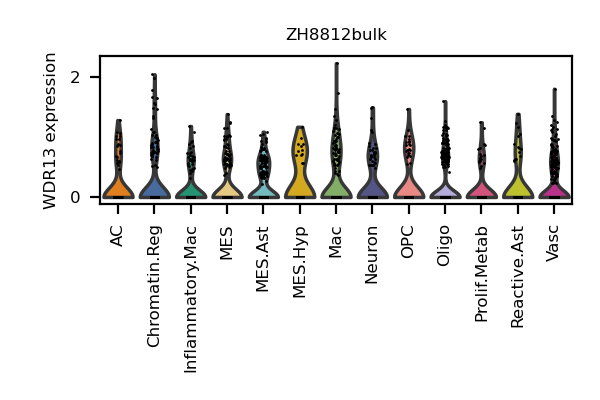 ZH8812bulk
WDR13 expression
2
0
AC
Chromatin.Reg
Inflammatory.Mac
MES
MES.Ast
MES.Hyp
Mac
Neuron
OPC
Oligo
Prolif.Metab
Reactive.Ast
Vasc